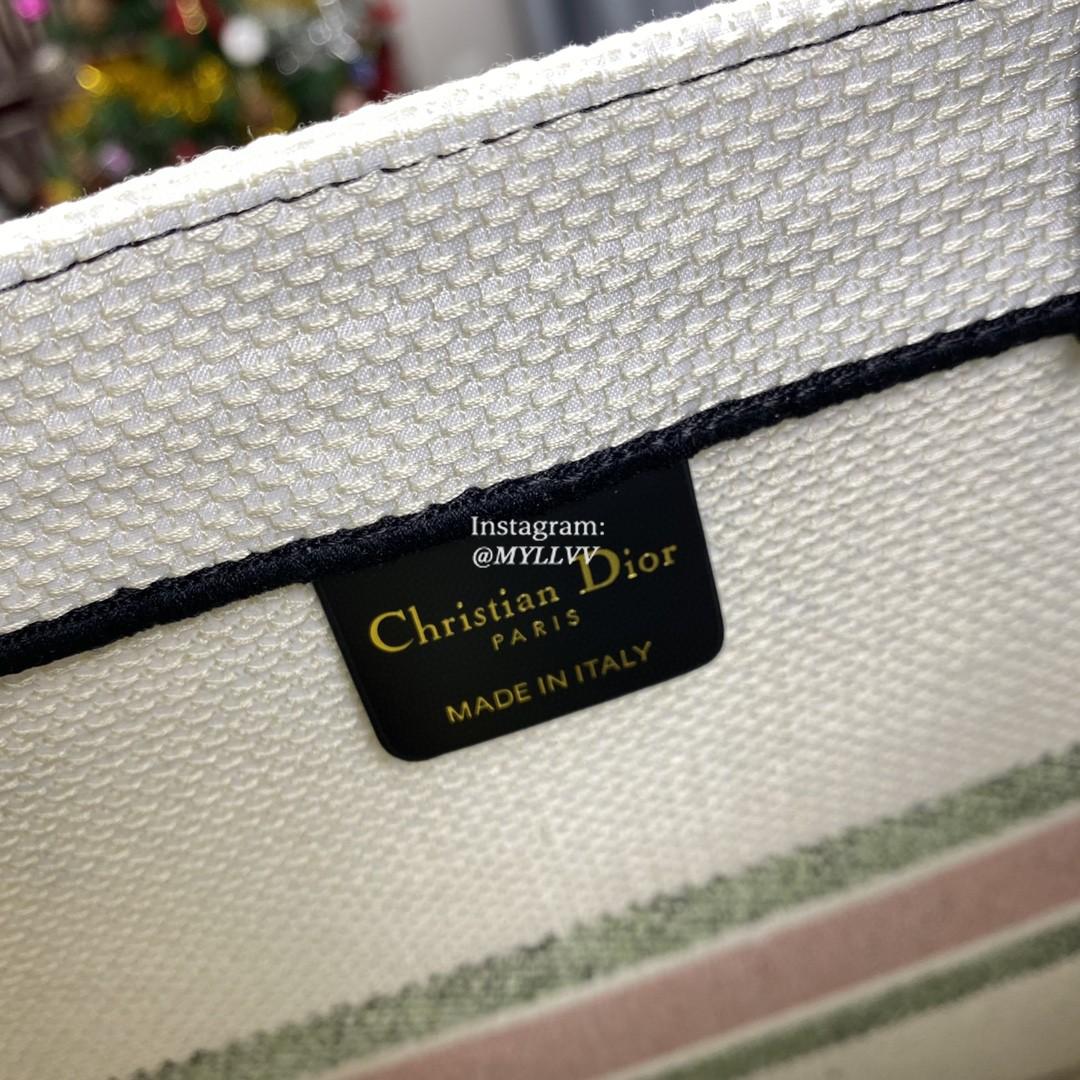 Instagram:
@MYLLVV
Christian Dior
PARIS
MADE IN ITALY